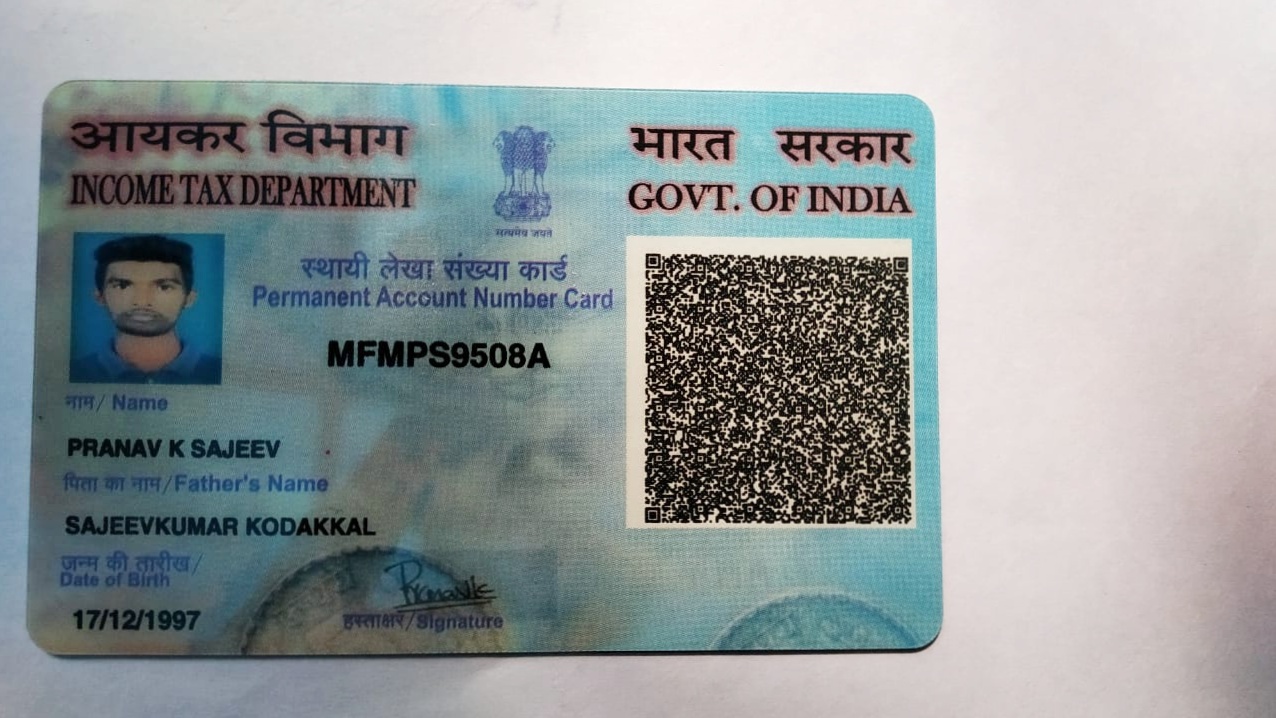 आयकर विभाग
INCOME TAX DEPARTMENT
सत्यमेव जयते
भारत सरकार
GOVT. OF INDIA
स्थायी लेखा संख्या कार्ड
Permanent Account Number Card
MFMPS9508A
नाम/ Name
PRANAV K SAJEEV
पिता का नाम/Father's Name
SAJEEVKUMAR KODAKKAL
जन्म की तारीख/
Date of Birth
17/12/1997
हस्ताक्षर/Signature